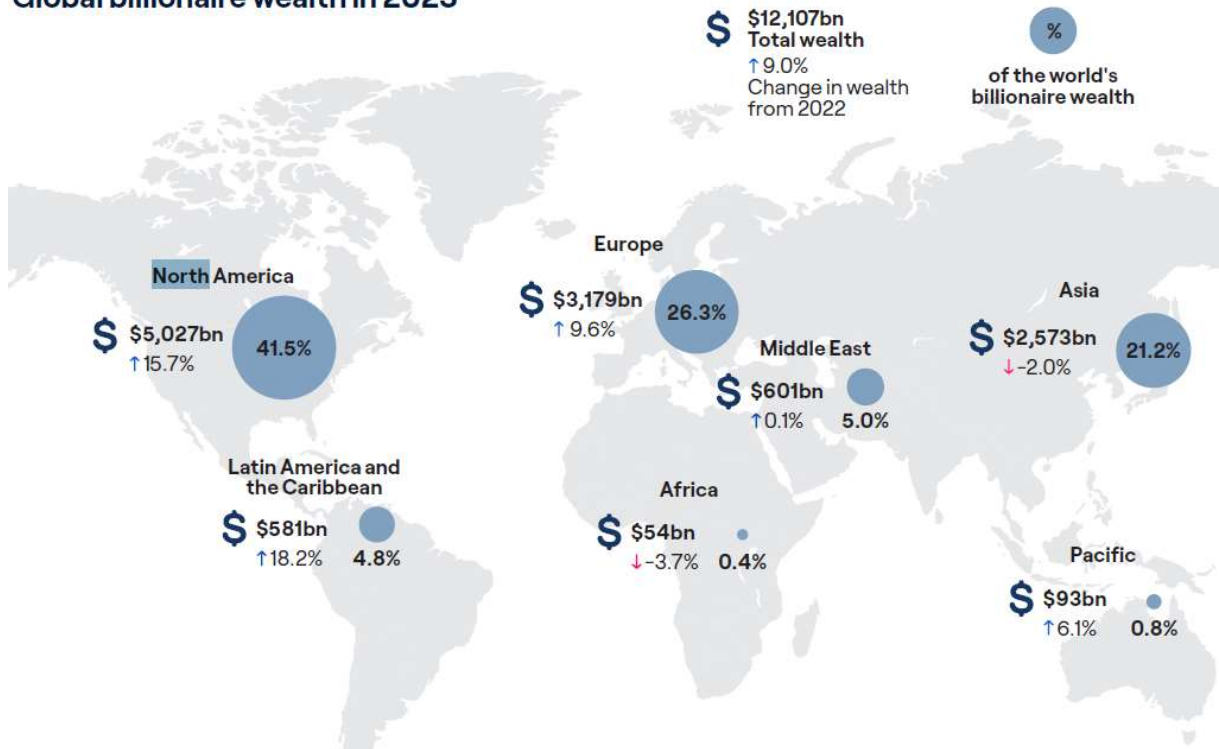 Global billionaire wealth in 2023
$ $12,107bn
Total wealth
↑9.0%
Change in wealth
from 2022
%
of the world's
billionaire wealth
North America
$ $5,027bn
↑15.7%
41.5%
Europe
$ $3,179bn
↑ 9.6%
26.3%
Middle East
$ $601bn
↑0.1%
5.0%
Asia
$ $2,573bn
↓-2.0%
21.2%
Latin America and
the Caribbean
$ $581bn
↑18.2%
4.8%
Africa
$ $54bn
↓-3.7%
0.4%
Pacific
$ $93bn
↑6.1%
0.8%